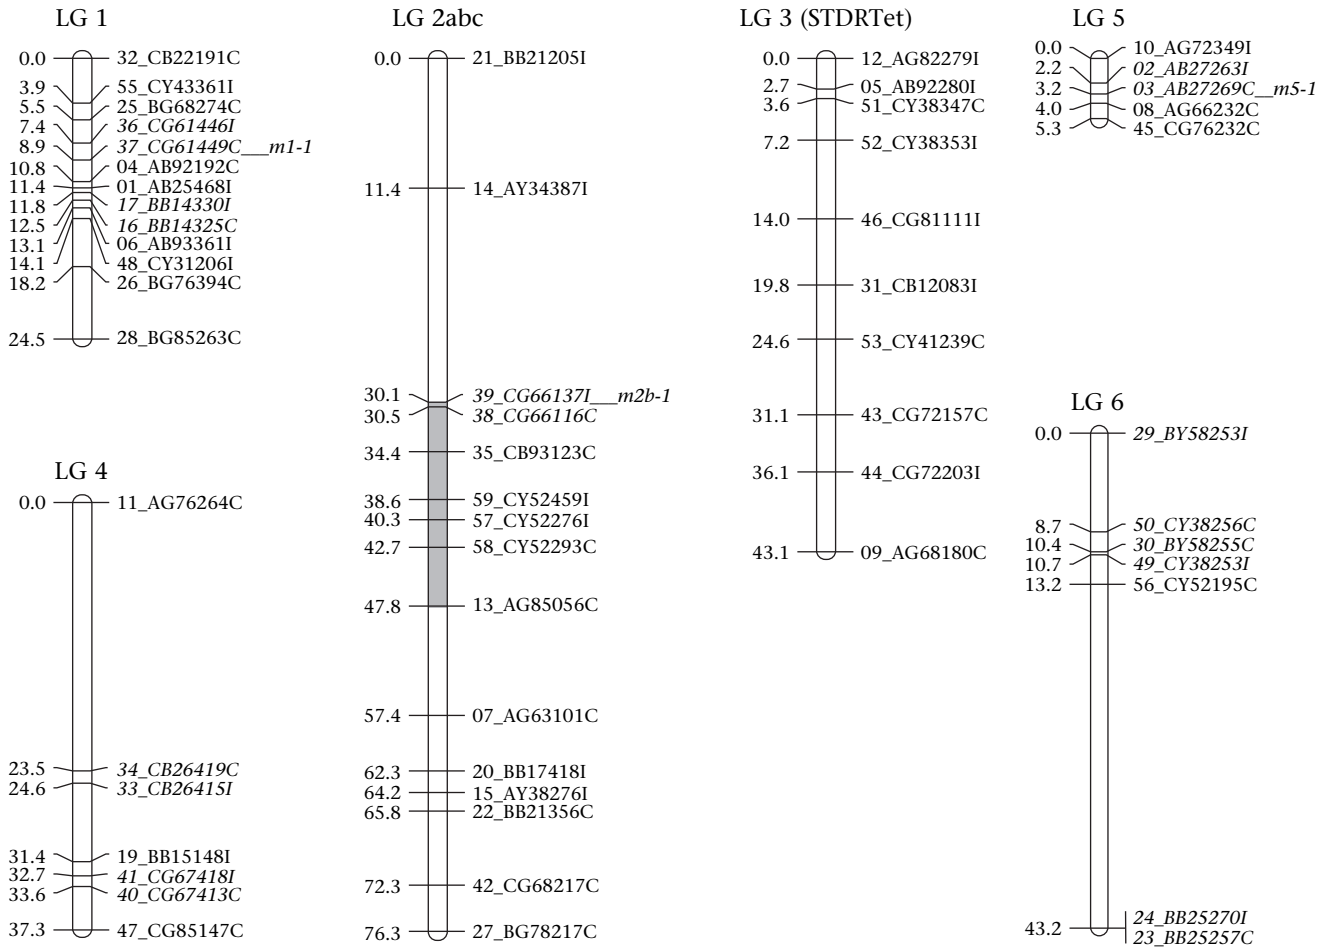 LG 1
0.0 32_CB22191C
3.9 55_CY43361I
5.5 25_BG68274C
7.4 36_CG61446I
8.9 37_CG61449C___m1-1
10.8 04_AB92192C
11.4 01_AB25468I
11.8 17_BB14330I
12.5 16_BB14325C
13.1 06_AB93361I
14.1 48_CY31206I
18.2 26_BG76394C
24.5 28_BG85263C
LG 4
0.0 11_AG76264C
23.5 34_CB26419C
24.6 33_CB26415I
31.4 19_BB15148I
32.7 41_CG67418I
33.6 40_CG67413C
37.3 47_CG85147C
LG 2abc
0.0 21_BB21205I
11.4 14_AY34387I
30.1 39_CG66137I___m2b-1
30.5 38_CG66116C
34.4 35_CB93123C
38.6 59_CY52459I
40.3 57_CY52276I
42.7 58_CY52293C
47.8 13_AG85056C
57.4 07_AG63101C
62.3 20_BB17418I
64.2 15_AY38276I
65.8 22_BB21356C
72.3 42_CG68217C
76.3 27_BG78217C
LG 3 (STDRTet)
0.0 12_AG82279I
2.7 05_AB92280I
3.6 51_CY38347C
7.2 52_CY38353I
14.0 46_CG81111I
19.8 31_CB12083I
24.6 53_CY41239C
31.1 43_CG72157C
36.1 44_CG72203I
43.1 09_AG68180C
LG 5
0.0 10_AG72349I
2.2 02_AB27263I
3.2 03_AB27269C__m5-1
4.0 08_AG66232C
5.3 45_CG76232C
LG 6
0.0 29_BY58253I
8.7 50_CY38256C
10.4 30_BY58255C
10.7 49_CY38253I
13.2 56_CY52195C
43.2 24_BB25270I
23_BB25257C